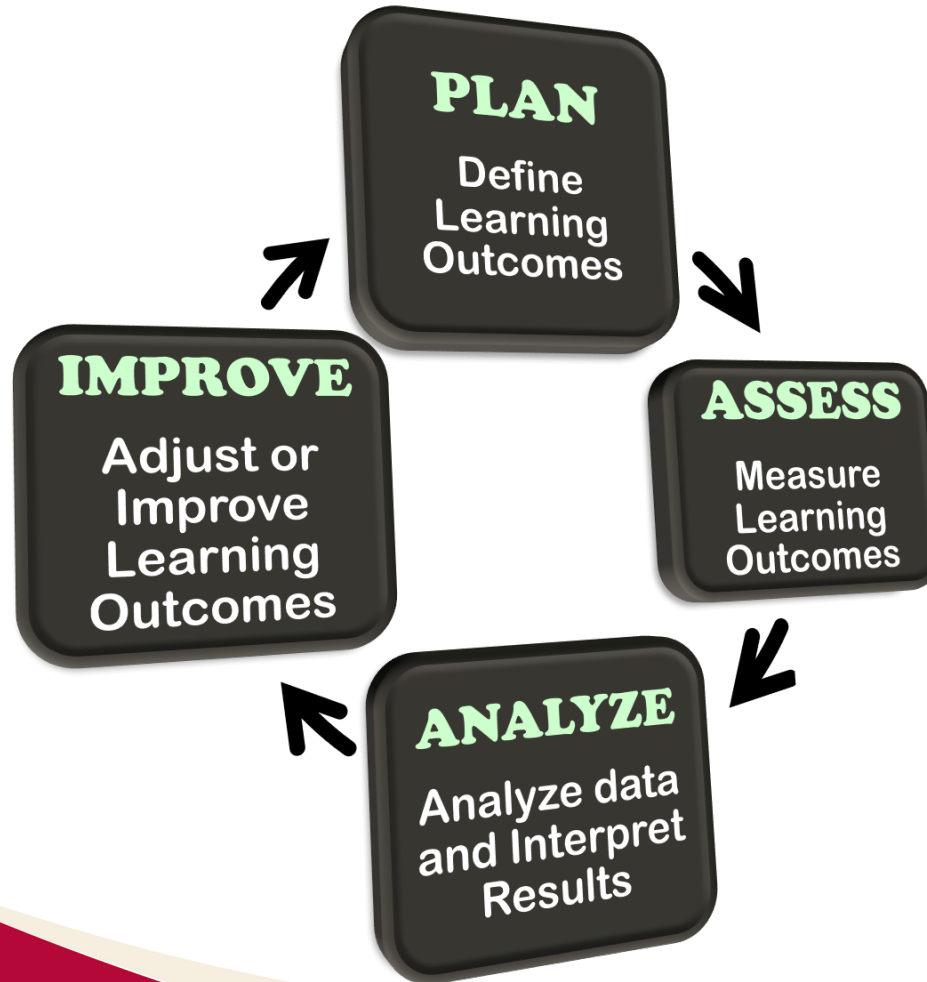 PLAN
Define
Learning
Outcomes
ASSESS
Measure
Learning
Outcomes
ANALYZE
Analyze data
and Interpret
Results
IMPROVE
Adjust or
Improve
Learning
Outcomes